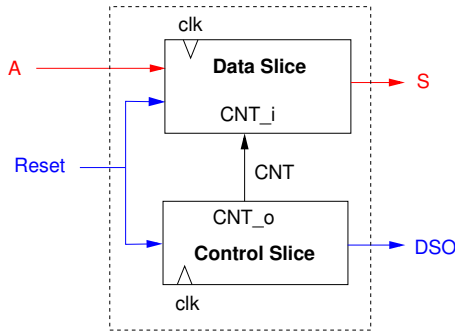 clk
Data Slice
A
S
CNT_i
Reset
CNT
CNT_o
DSO
Control Slice
clk